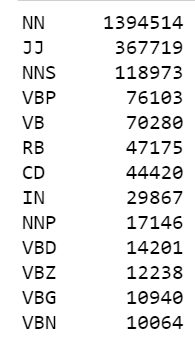 NN 1394514
JJ 367719
NNS 118973
VBP 76103
VB 70280
RB 47175
CD 44420
IN 29867
NNP 17146
VBD 14201
VBZ 12238
VBG 10940
VBN 10064